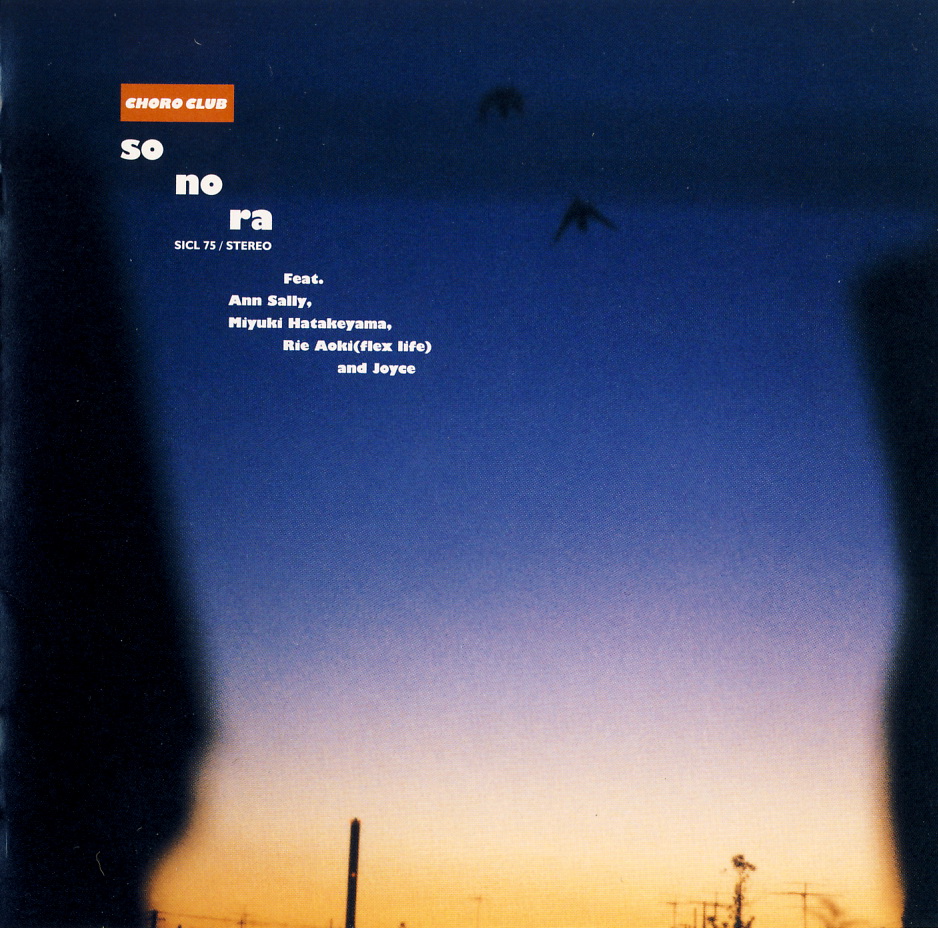 CHORO CLUB
so
no
ra
SICL 75 / STEREO
Feat.
Ann Sally,
Miyuki Hatakeyama,
Rie Aoki(flex life)
and Joyce